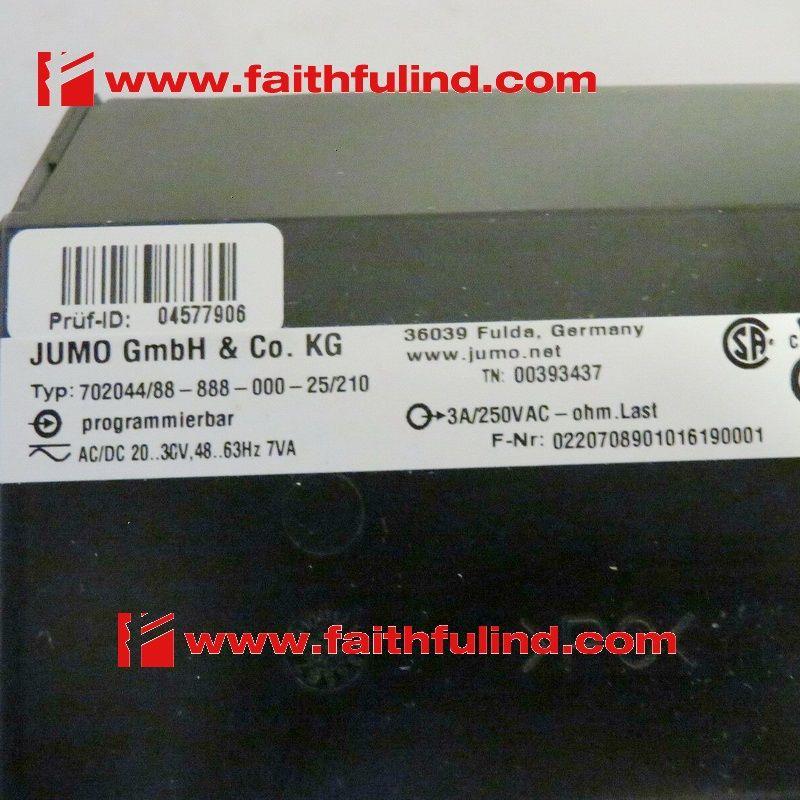 www.faithfulind.com
Prüf-ID: 04577906
JUMO GmbH & Co. KG
36039 Fulda, Germany
www.jumo.net
Typ: 702044/88-888-000-25/210
TN: 00393437
programmierbar
3A/250VAC-ohm.Last
AC/DC 20..30V,48..63Hz 7VA
F-Nr: 0220708901016190001
SA
C
www.faithfulind.com